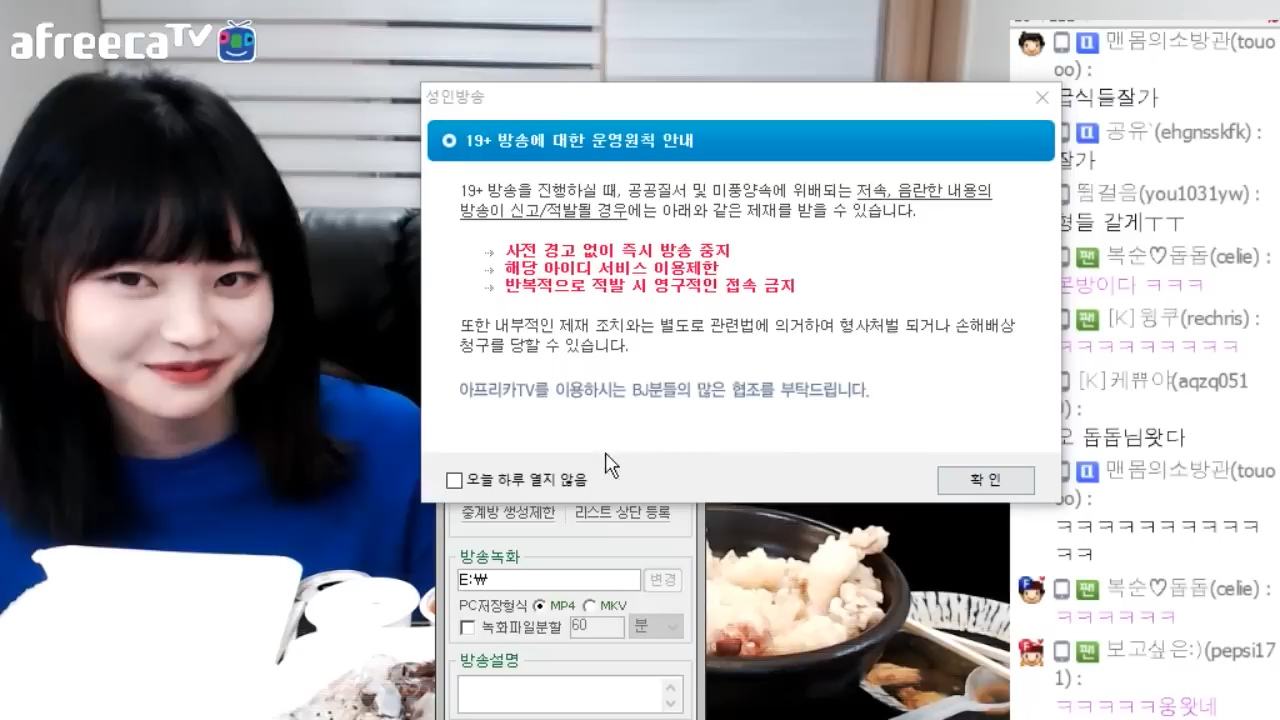 afreecaTV
성인방송
19+ 방송에 대한 운영원칙 안내
19+ 방송을 진행하실 때, 공공질서 및 미풍양속에 위배되는 저속, 음란한 내용의
방송이 신고/적발될 경우에는 아래와 같은 제재를 받을 수 있습니다.
사전 경고 없이 즉시 방송 중지
해당 아이디 서비스 이용제한
반복적으로 적발 시 영구적인 접속 금지
또한 내부적인 제재 조치와는 별도로 관련법에 의거하여 형사처벌 되거나 손해배상
청구를 당할 수 있습니다.
아프리카TV를 이용하시는 BJ분들의 많은 협조를 부탁드립니다.
오늘 하루 열지 않음
확 인
중계방 생성제한
리스트 상단 등록
방송녹화
E:₩
변경
PC저장형식 MP4 MKV
녹화파일분할 60 분
방송설명
맨몸의소방관(touo
oo) :
급식들잘가
공유`(ehgnsskfk) :
잘가
띔걸음(you1031yw) :
형들 갈게ㅜㅜ
팬 복순♡돕돕(celie) :
본방이다 ㅋㅋㅋ
팬 [K]웡쿠(rechris) :
ㅋㅋㅋㅋㅋㅋㅋㅋㅋ
[K]케쀼야(aqzq051
) :
오 돕돕님왓다
맨몸의소방관(touo
oo) :
ㅋㅋㅋㅋㅋㅋㅋㅋㅋㅋ
ㅋㅋ
팬 복순♡돕돕(celie) :
ㅋㅋㅋㅋㅋㅋ
팬 보고싶은:)(pepsi17
1) :
ㅋㅋㅋㅋㅋ옹왓네